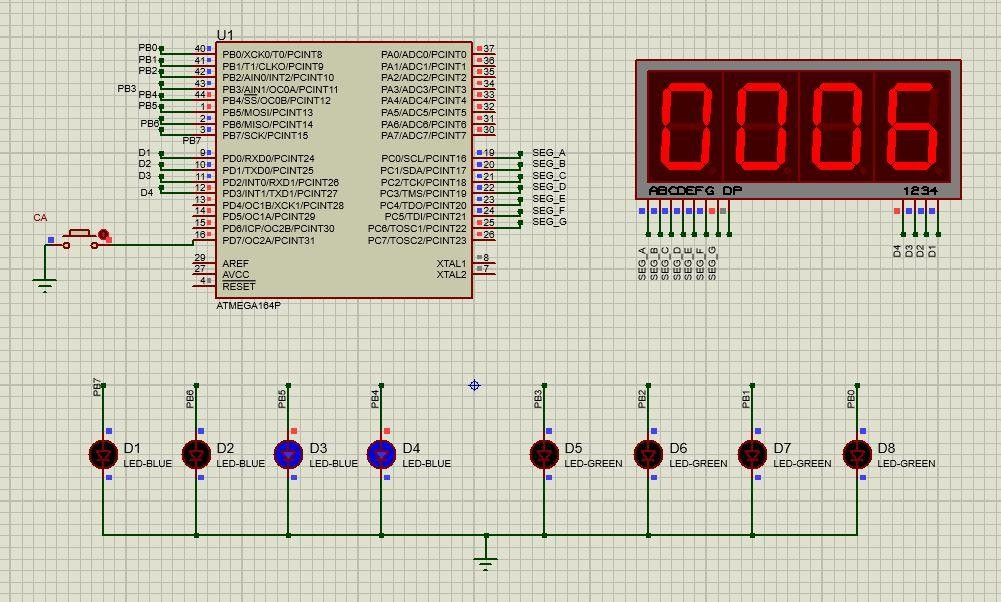 U1
PB0 40 PB0/XCK0/T0/PCINT8 PA0/ADC0/PCINT0 37
PB1 41 PB1/T1/CLKO/PCINT9 PA1/ADC1/PCINT1 36
PB2 42 PB2/AIN0/INT2/PCINT10 PA2/ADC2/PCINT2 35
PB3 43 PB3/AIN1/OC0A/PCINT11 PA3/ADC3/PCINT3 34
PB4 44 PB4/SS/OC0B/PCINT12 PA4/ADC4/PCINT4 33
PB5 1 PB5/MOSI/PCINT13 PA5/ADC5/PCINT5 32
PB6 2 PB6/MISO/PCINT14 PA6/ADC6/PCINT6 31
PB7 3 PB7/SCK/PCINT15 PA7/ADC7/PCINT7 30
D1 9 PD0/RXD0/PCINT24 PC0/SCL/PCINT16 19 SEG_A
D2 10 PD1/TXD0/PCINT25 PC1/SDA/PCINT17 20 SEG_B
D3 11 PD2/INT0/RXD1/PCINT26 PC2/TCK/PCINT18 21 SEG_C
D4 12 PD3/INT1/TXD1/PCINT27 PC3/TMS/PCINT19 22 SEG_D
13 PD4/OC1B/XCK1/PCINT28 PC4/TDO/PCINT20 23 SEG_E
14 PD5/OC1A/PCINT29 PC5/TDI/PCINT21 24 SEG_F
15 PD6/ICP/OC2B/PCINT30 PC6/TOSC1/PCINT22 25 SEG_G
16 PD7/OC2A/PCINT31 PC7/TOSC2/PCINT23 26
29 AREF XTAL1 8
27 AVCC XTAL2 7
4 RESET
ATMEGA164P
CA
0006
ABCDEFG DP 1234
SEG_A SEG_B SEG_C SEG_D SEG_E SEG_F SEG_G D4 D3 D2 D1
PB7 PB6 PB5 PB4 PB3 PB2 PB1 PB0
D1 D2 D3 D4 D5 D6 D7 D8
LED-BLUE LED-BLUE LED-BLUE LED-BLUE LED-GREEN LED-GREEN LED-GREEN LED-GREEN